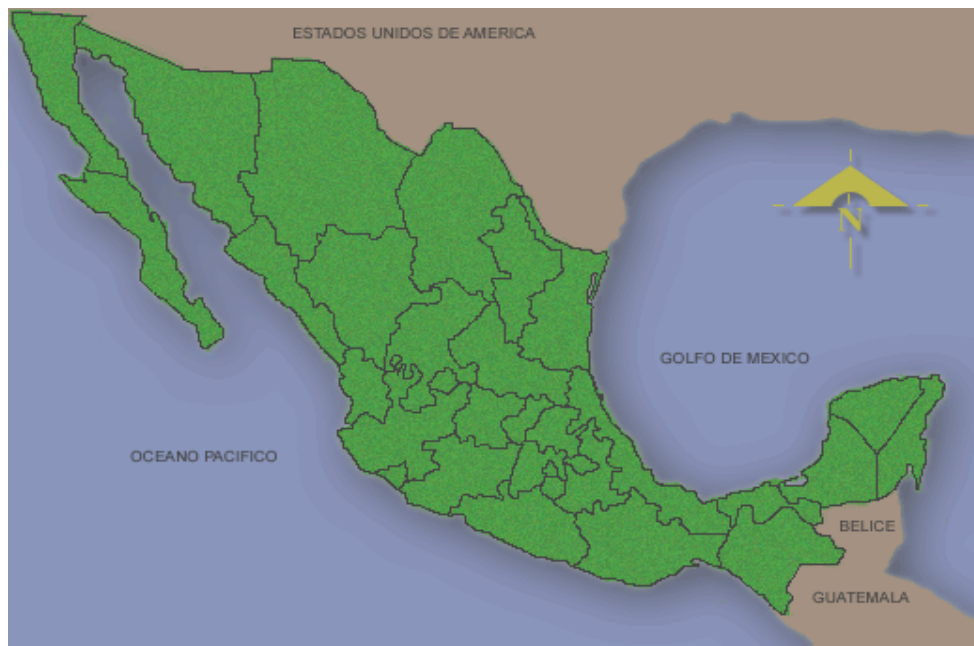 ESTADOS UNIDOS DE AMERICA
N
GOLFO DE MEXICO
OCEANO PACIFICO
BELICE
GUATEMALA